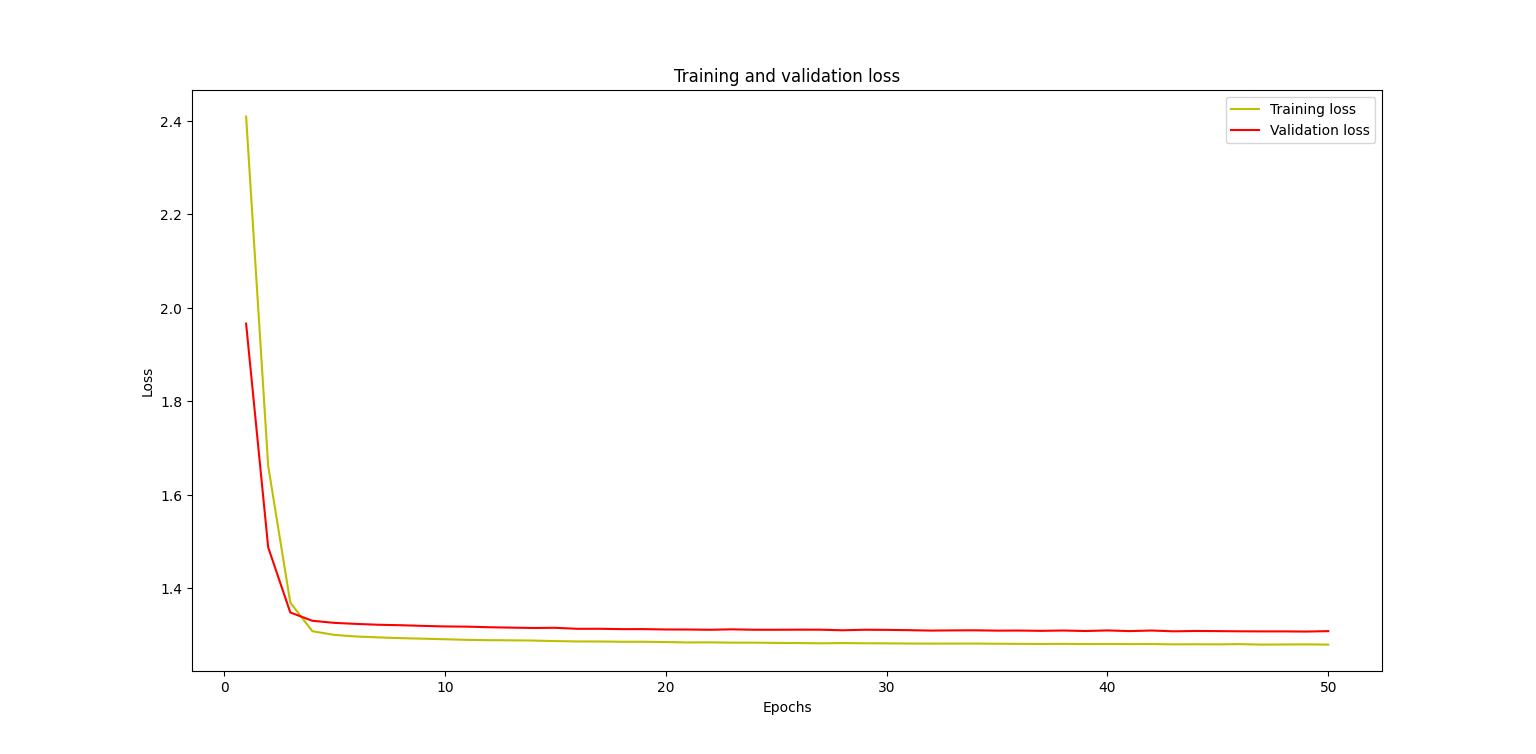 Training and validation loss
Training loss
Validation loss
2.4
2.2
2.0
1.8
1.6
1.4
Loss
0 10 20 30 40 50
Epochs